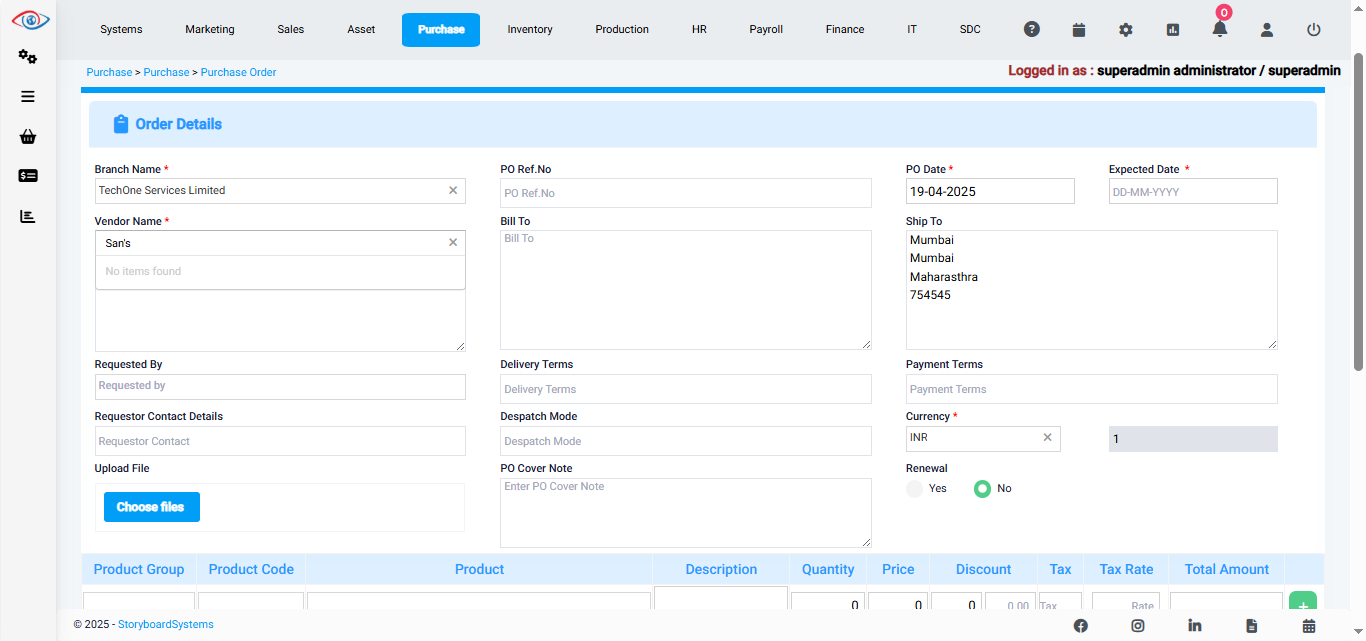 Systems Marketing Sales Asset Purchase Inventory Production HR Payroll Finance IT SDC 0
Purchase > Purchase > Purchase Order
Logged in as : superadmin administrator / superadmin
Order Details
Branch Name * PO Ref.No PO Date * Expected Date *
TechOne Services Limited PO Ref.No 19-04-2025 DD-MM-YYYY
Vendor Name * Bill To Ship To
San's Bill To Mumbai
Mumbai
No items found Maharasthra
754545
Requested By Delivery Terms Payment Terms
Requested by Delivery Terms Payment Terms
Requestor Contact Details Despatch Mode Currency *
Requestor Contact Despatch Mode INR 1
Upload File PO Cover Note Renewal
Enter PO Cover Note Yes No
Choose files
Product Group Product Code Product Description Quantity Price Discount Tax Tax Rate Total Amount
0 0 0 0.00 Tax Rate +
© 2025 - StoryboardSystems